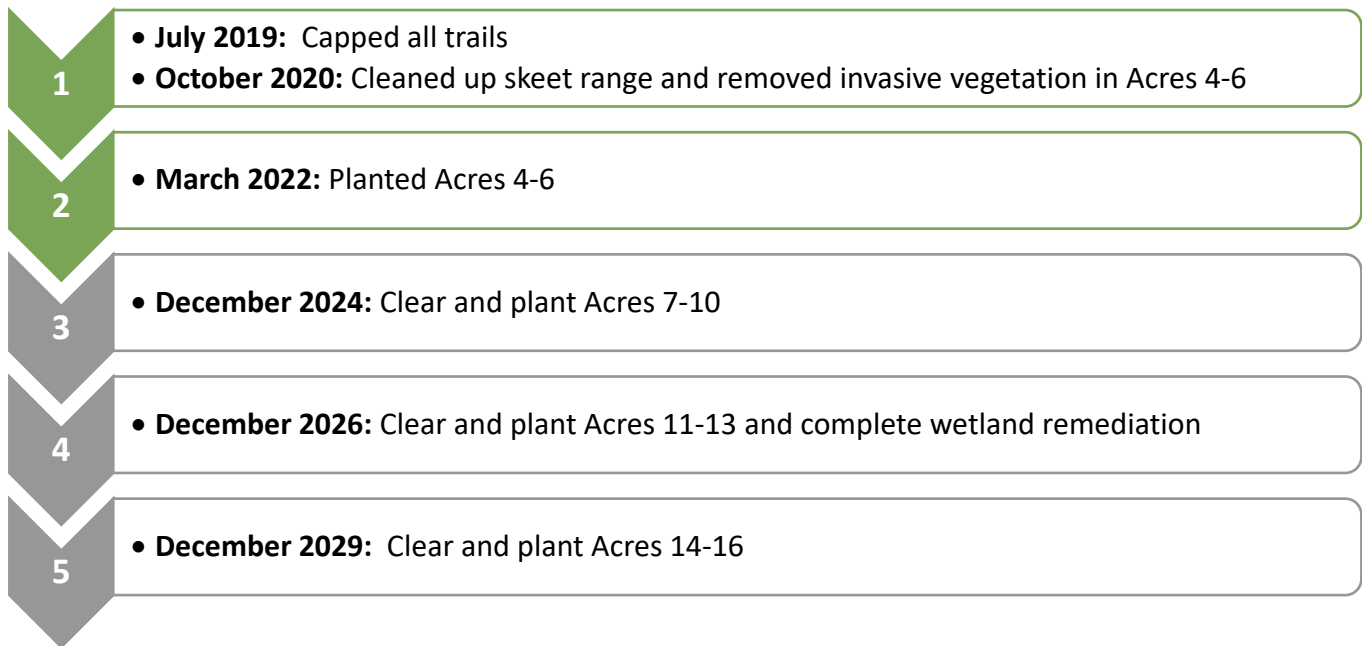 1
• July 2019:  Capped all trails
• October 2020: Cleaned up skeet range and removed invasive vegetation in Acres 4-6
2
• March 2022: Planted Acres 4-6
3
• December 2024: Clear and plant Acres 7-10
4
• December 2026: Clear and plant Acres 11-13 and complete wetland remediation
5
• December 2029:  Clear and plant Acres 14-16